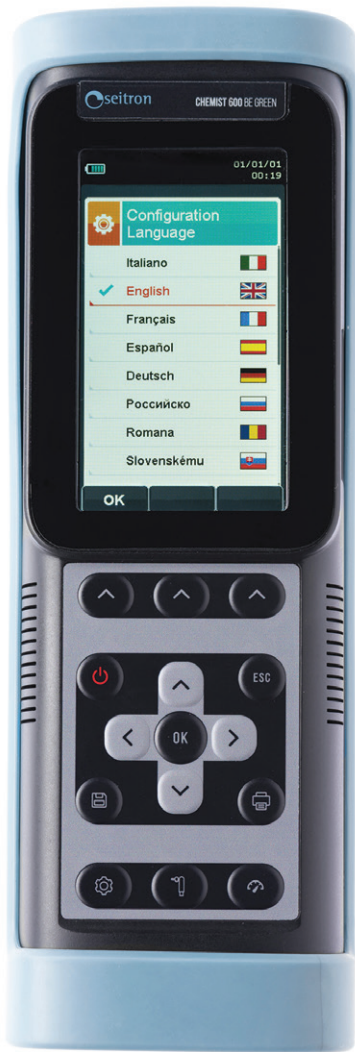 seitron CHEMIST 600 BE GREEN
01/01/01
00:19
Configuration
Language
Italiano
English
Français
Español
Deutsch
Российско
Romana
Slovenskému
OK
ESC
OK